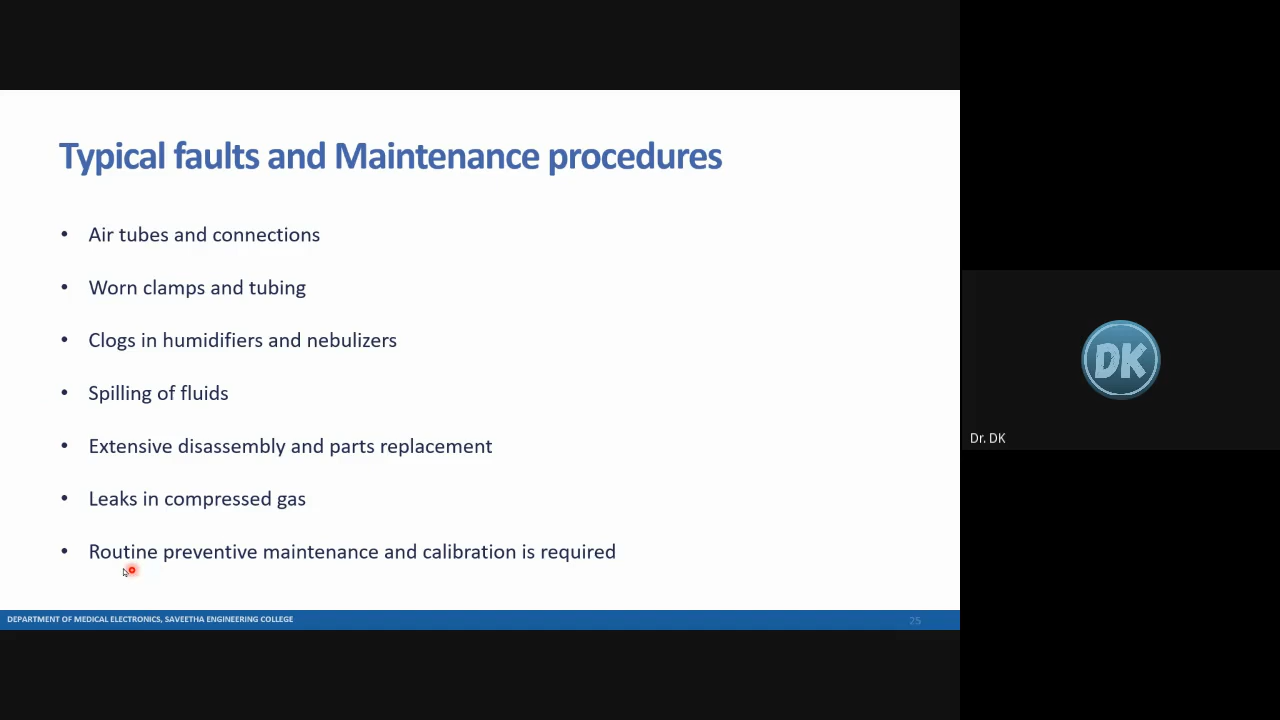 Typical faults and Maintenance procedures
• Air tubes and connections
• Worn clamps and tubing
• Clogs in humidifiers and nebulizers
• Spilling of fluids
• Extensive disassembly and parts replacement
• Leaks in compressed gas
• Routine preventive maintenance and calibration is required
DEPARTMENT OF MEDICAL ELECTRONICS, SAVEETHA ENGINEERING COLLEGE
25
DK
Dr. DK